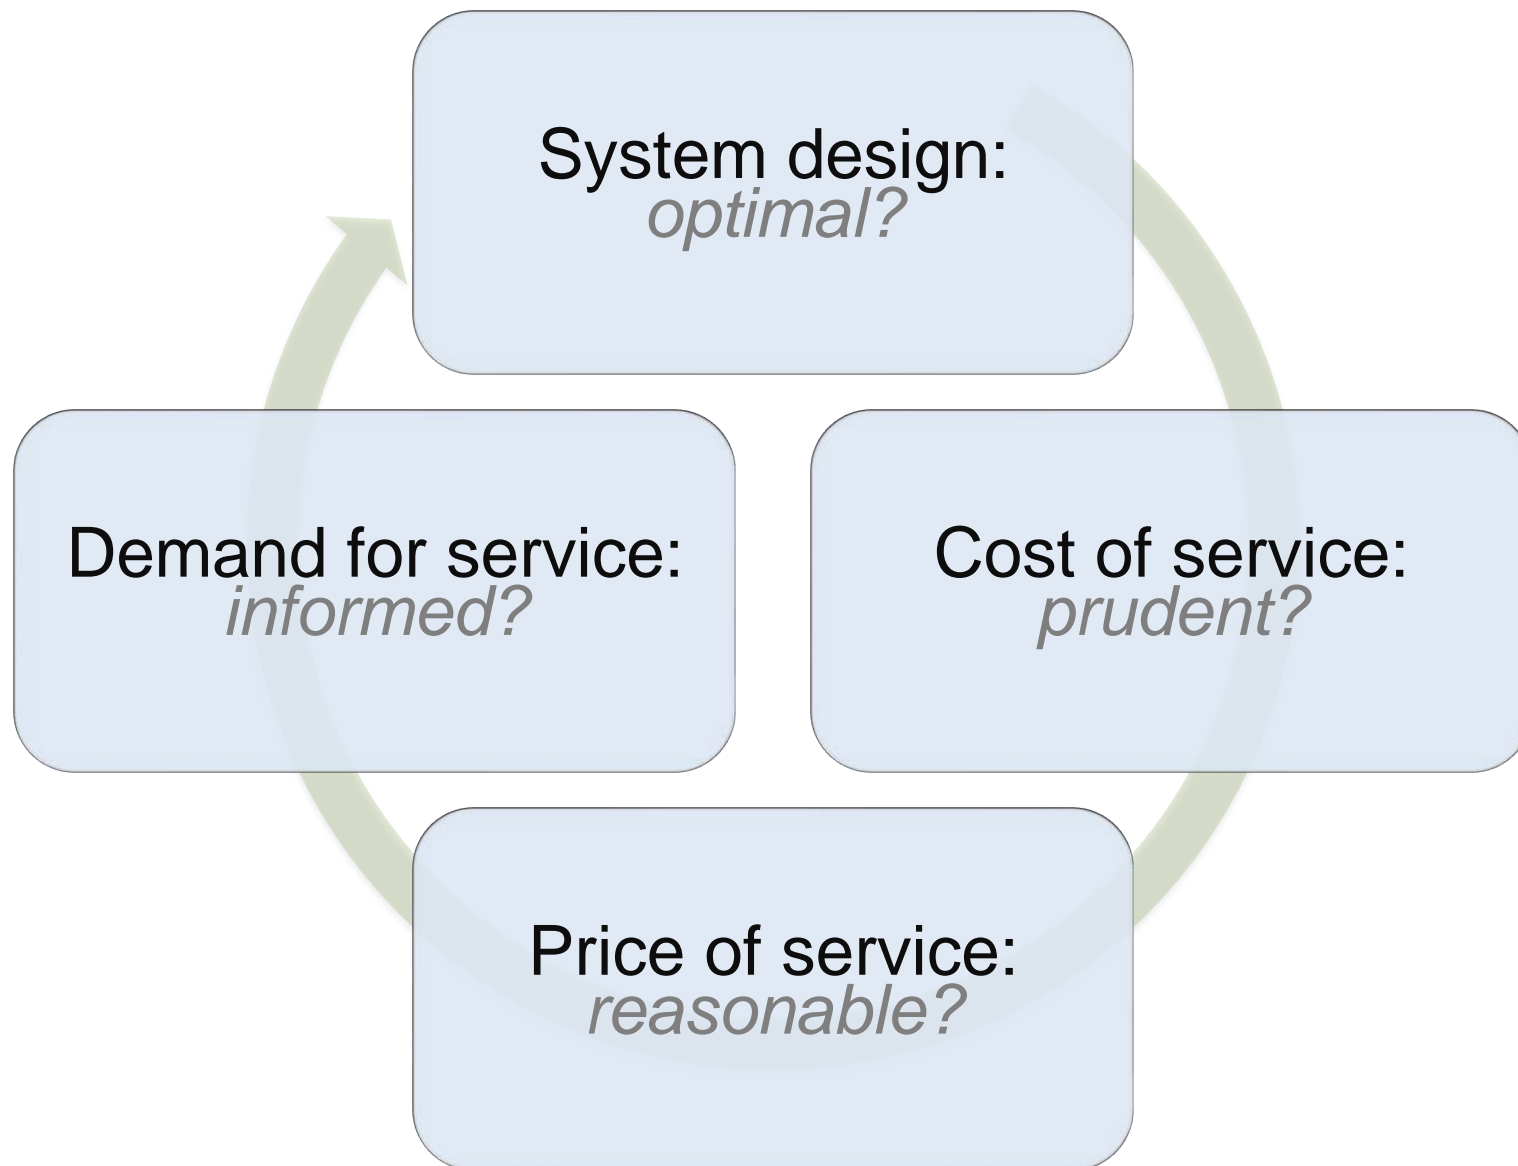 System design:
optimal?
Demand for service:
informed?
Cost of service:
prudent?
Price of service:
reasonable?